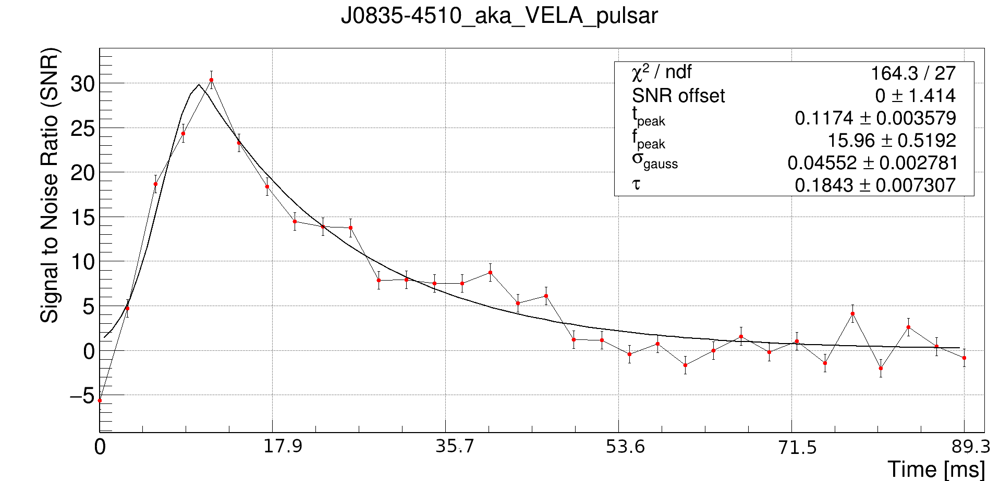 J0835-4510_aka_VELA_pulsar
Signal to Noise Ratio (SNR)
30
25
20
15
10
5
0
−5
χ² / ndf 164.3 / 27
SNR offset 0 ± 1.414
t_peak 0.1174 ± 0.003579
f_peak 15.96 ± 0.5192
σ_gauss 0.04552 ± 0.002781
τ 0.1843 ± 0.007307
0 17.9 35.7 53.6 71.5 89.3
Time [ms]